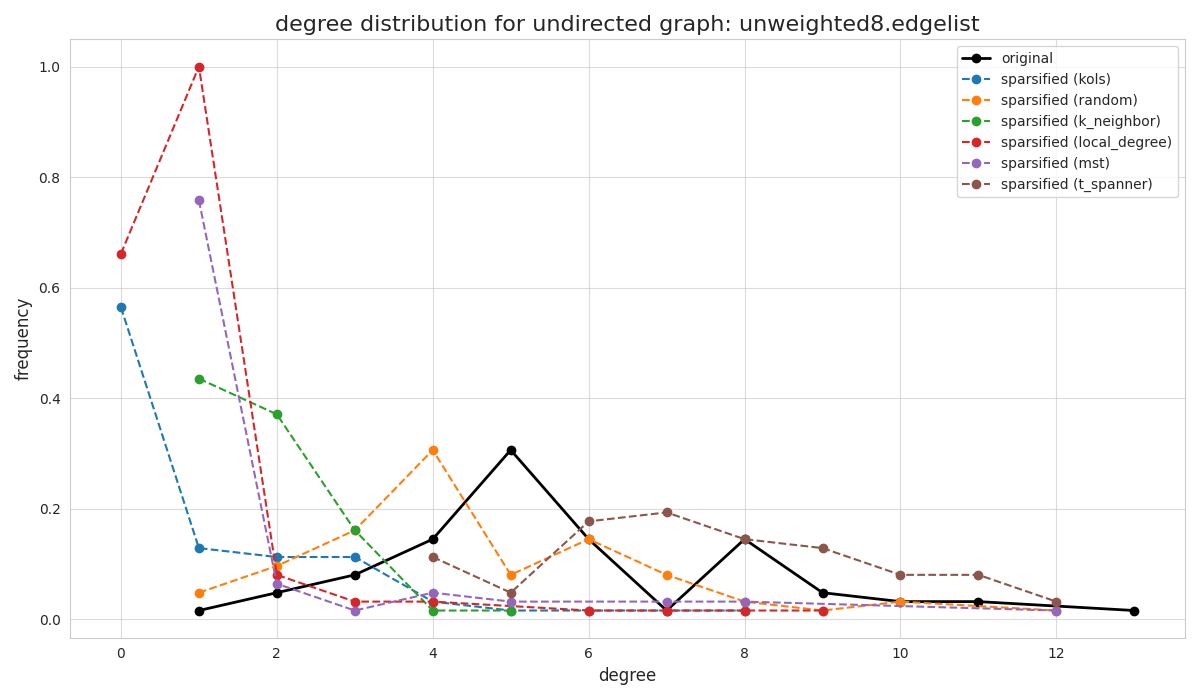 degree distribution for undirected graph: unweighted8.edgelist
original
sparsified (kols)
sparsified (random)
sparsified (k_neighbor)
sparsified (local_degree)
sparsified (mst)
sparsified (t_spanner)
frequency
1.0
0.8
0.6
0.4
0.2
0.0
0 2 4 6 8 10 12
degree